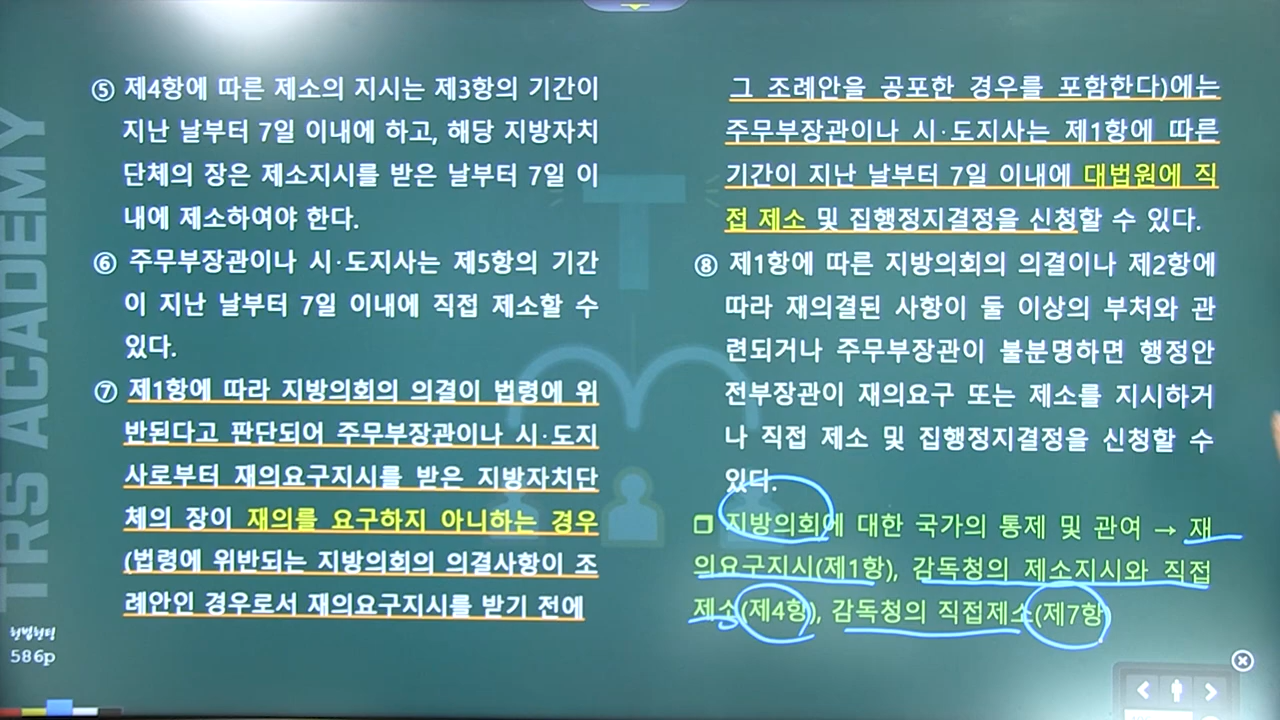 ⑤ 제4항에 따른 제소의 지시는 제3항의 기간이
지난 날부터 7일 이내에 하고, 해당 지방자치
단체의 장은 제소지시를 받은 날부터 7일 이
내에 제소하여야 한다.
⑥ 주무부장관이나 시·도지사는 제5항의 기간
이 지난 날부터 7일 이내에 직접 제소할 수
있다.
⑦ 제1항에 따라 지방의회의 의결이 법령에 위
반된다고 판단되어 주무부장관이나 시·도지
사로부터 재의요구지시를 받은 지방자치단
체의 장이 재의를 요구하지 아니하는 경우
(법령에 위반되는 지방의회의 의결사항이 조
례안인 경우로서 재의요구지시를 받기 전에
그 조례안을 공포한 경우를 포함한다)에는
주무부장관이나 시·도지사는 제1항에 따른
기간이 지난 날부터 7일 이내에 대법원에 직
접 제소 및 집행정지결정을 신청할 수 있다.
⑧ 제1항에 따른 지방의회의 의결이나 제2항에
따라 재의결된 사항이 둘 이상의 부처와 관
련되거나 주무부장관이 불분명하면 행정안
전부장관이 재의요구 또는 제소를 지시하거
나 직접 제소 및 집행정지결정을 신청할 수
있다.
❒ 지방의회에 대한 국가의 통제 및 관여 → 재
의요구지시(제1항), 감독청의 제소지시와 직접
제소(제4항), 감독청의 직접제소(제7항)
TRS ACADEMY
586p